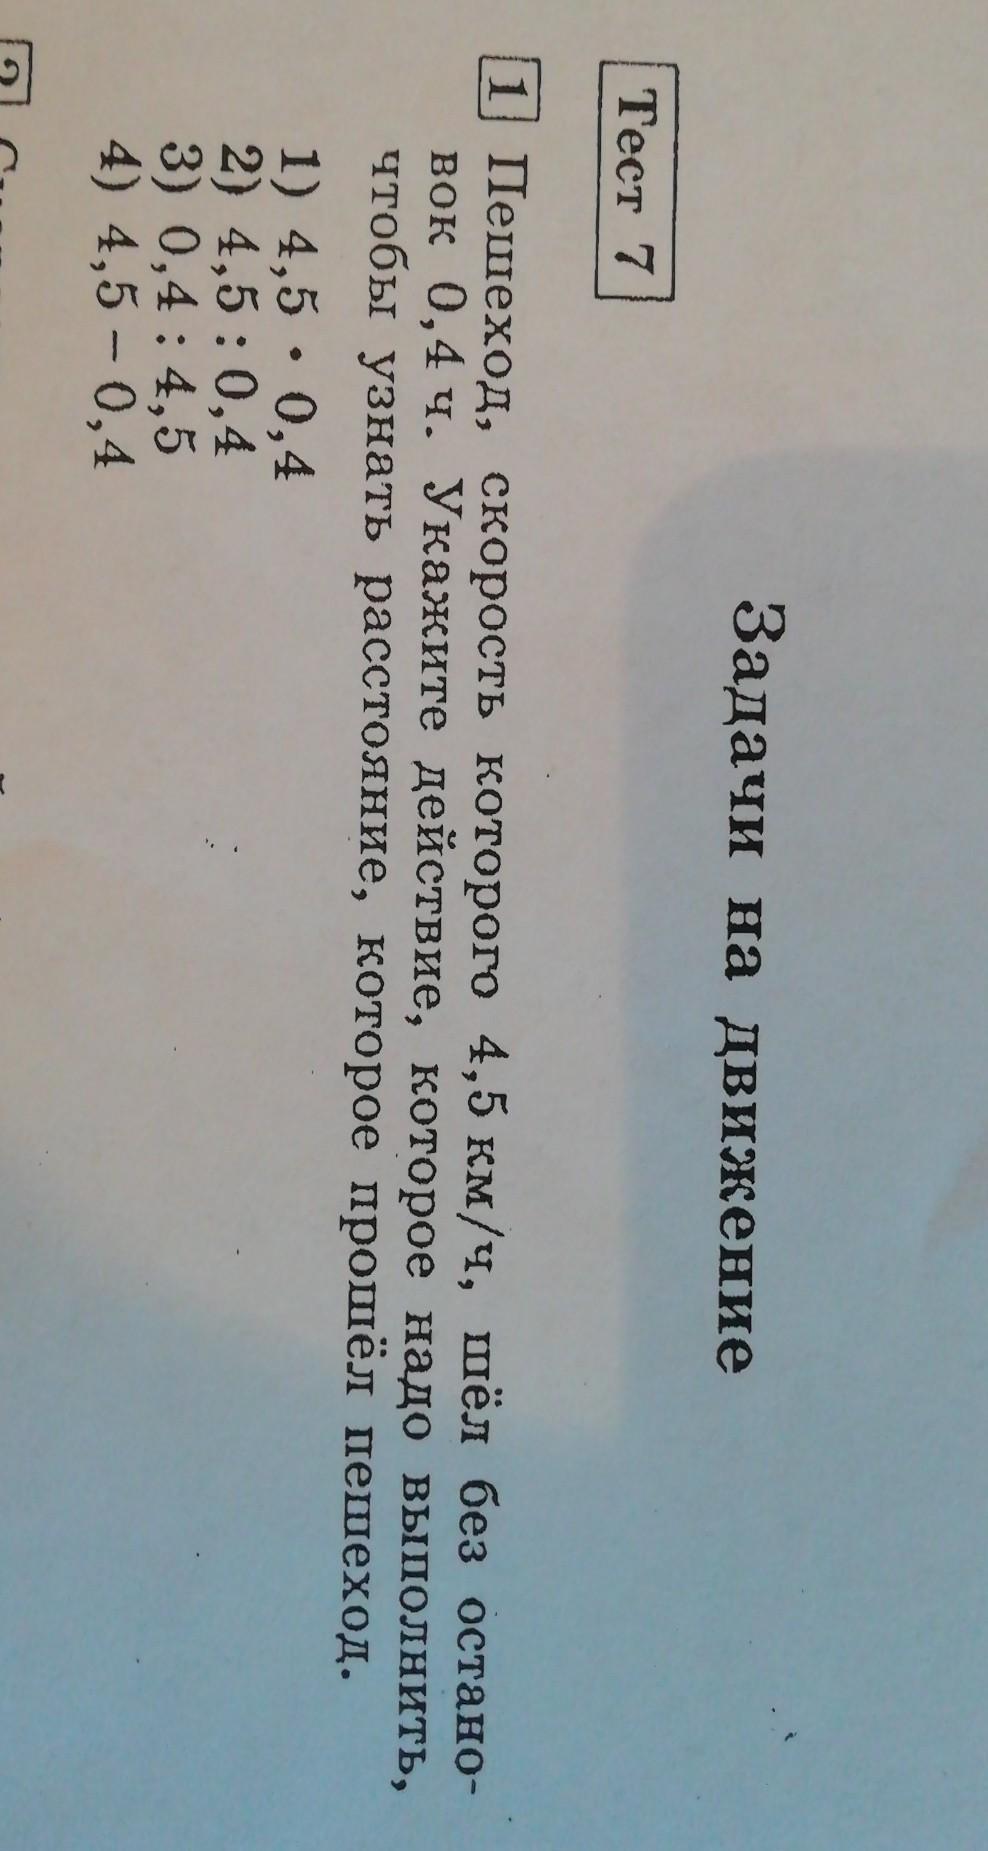 Задачи на движение
Тест 7
1 Пешеход, скорость которого 4,5 км/ч, шёл без остано-
вок 0,4 ч. Укажите действие, которое надо выполнить,
чтобы узнать расстояние, которое прошёл пешеход.
1) 4,5 · 0,4
2) 4,5 : 0,4
3) 0,4 : 4,5
4) 4,5 – 0,4
2